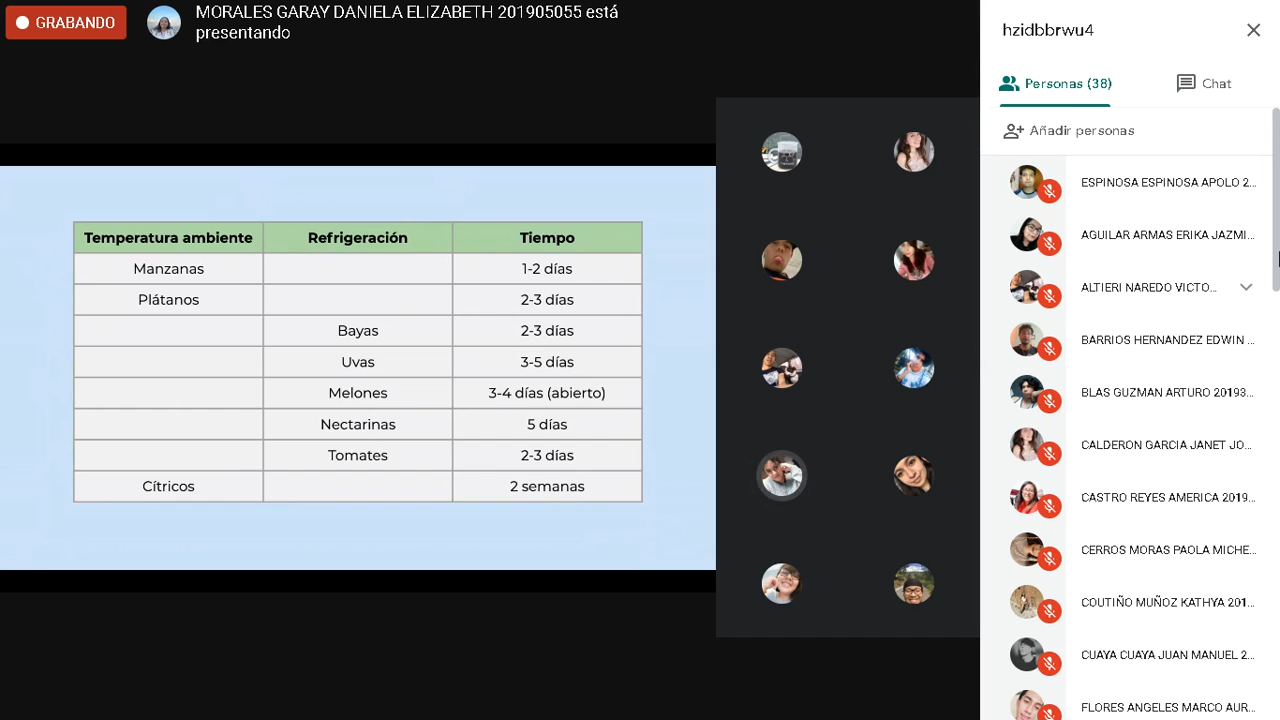 GRABANDO
MORALES GARAY DANIELA ELIZABETH 201905055 está
presentando
hzidbbrwu4
Personas (38)
Chat
Añadir personas
Temperatura ambiente Refrigeración Tiempo
Manzanas 1-2 días
Plátanos 2-3 días
Bayas 2-3 días
Uvas 3-5 días
Melones 3-4 días (abierto)
Nectarinas 5 días
Tomates 2-3 días
Cítricos 2 semanas
ESPINOSA ESPINOSA APOLO 2...
AGUILAR ARMAS ERIKA JAZMI...
ALTIERI NAREDO VICTO...
BARRIOS HERNANDEZ EDWIN ...
BLAS GUZMAN ARTURO 20193...
CALDERON GARCIA JANET JO...
CASTRO REYES AMERICA 2019...
CERROS MORAS PAOLA MICHE...
COUTIÑO MUÑOZ KATHYA 201...
CUAYA CUAYA JUAN MANUEL 2...
FLORES ANGELES MARCO AUR...